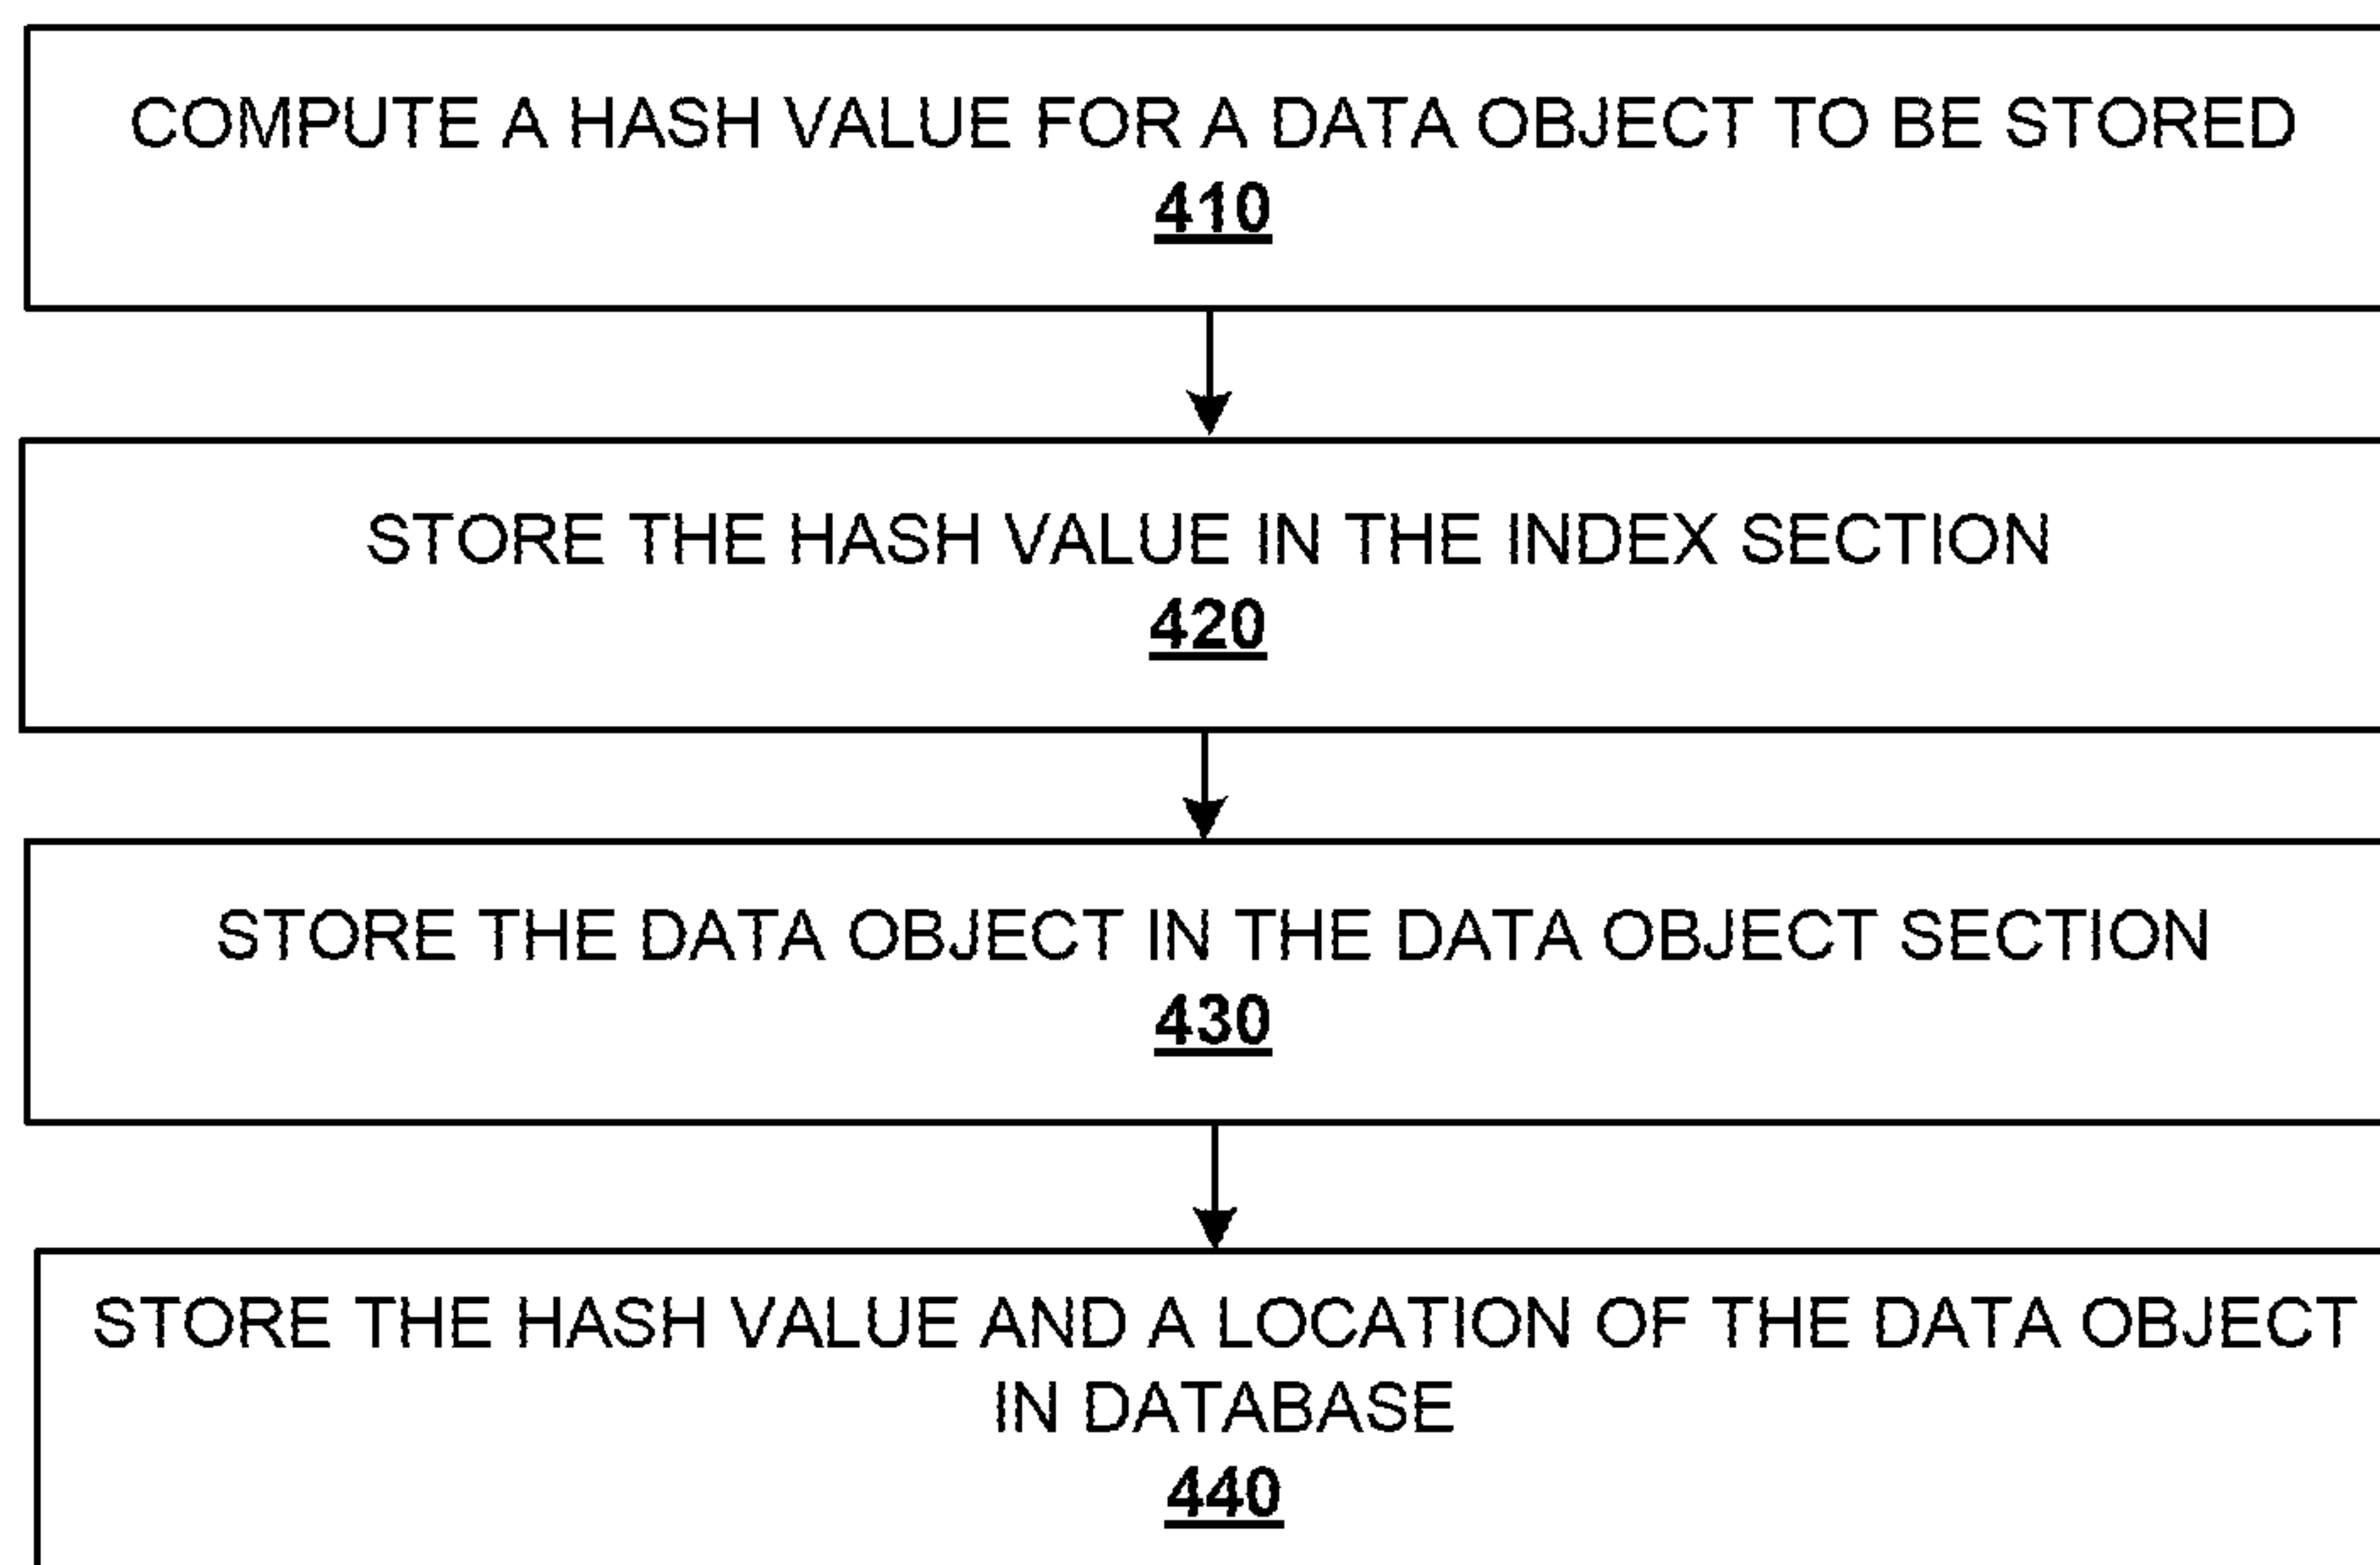 COMPUTE A HASH VALUE FOR A DATA OBJECT TO BE STORED
410
STORE THE HASH VALUE IN THE INDEX SECTION
420
STORE THE DATA OBJECT IN THE DATA OBJECT SECTION
430
STORE THE HASH VALUE AND A LOCATION OF THE DATA OBJECT
IN DATABASE
440